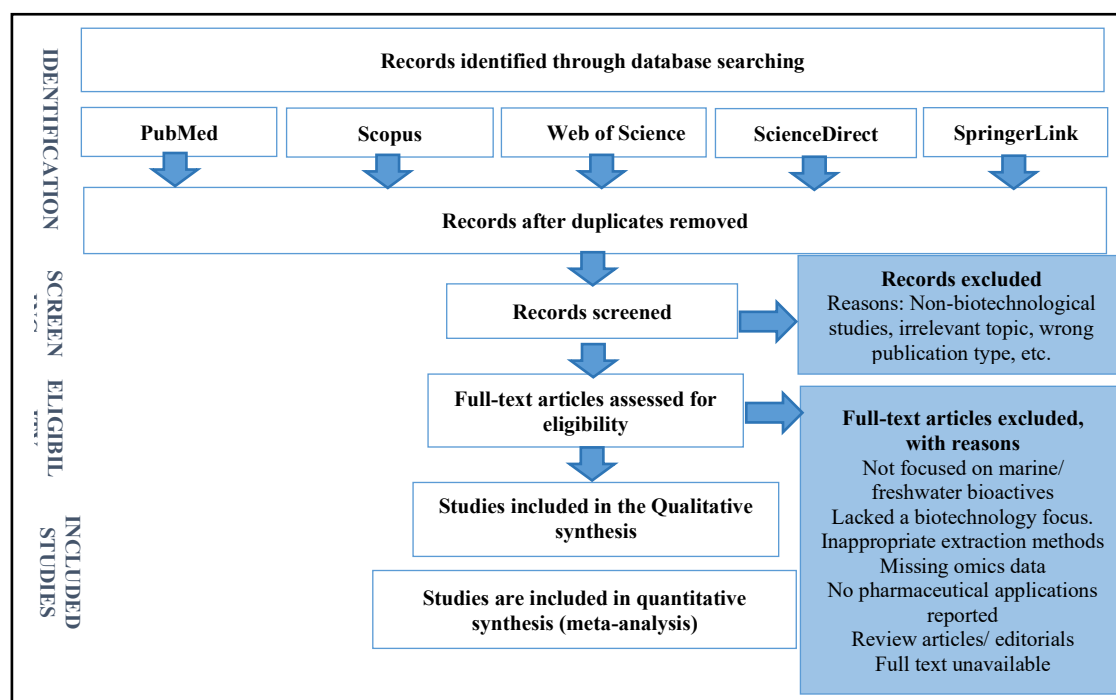 IDENTIFICATION
Records identified through database searching
PubMed
Scopus
Web of Science
ScienceDirect
SpringerLink
Records after duplicates removed
SCREEN
Records screened
Records excluded
Reasons: Non-biotechnological
studies, irrelevant topic, wrong
publication type, etc.
ELIGIBIL
Full-text articles assessed for
eligibility
Full-text articles excluded,
with reasons
Not focused on marine/
freshwater bioactives
Lacked a biotechnology focus.
Inappropriate extraction methods
Missing omics data
No pharmaceutical applications
reported
Review articles/ editorials
Full text unavailable
INCLUDED
STUDIES
Studies included in the Qualitative
synthesis
Studies are included in quantitative
synthesis (meta-analysis)